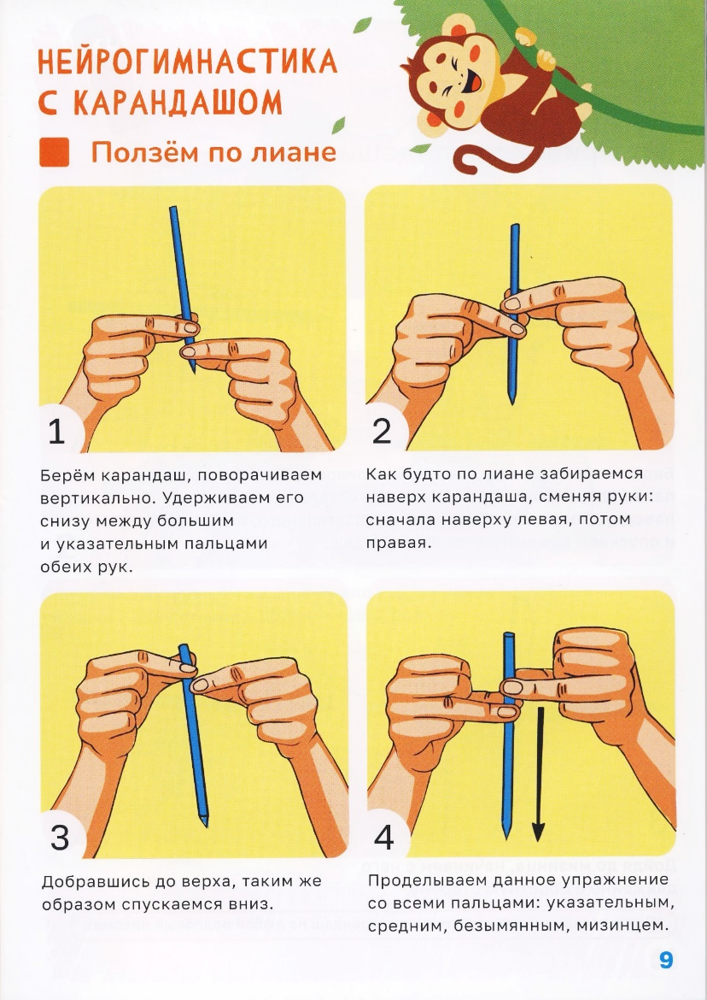 НЕЙРОГИМНАСТИКА
С КАРАНДАШОМ
Ползём по лиане
1
Берём карандаш, поворачиваем
вертикально. Удерживаем его
снизу между большим
и указательным пальцами
обеих рук.
2
Как будто по лиане забираемся
наверх карандаша, сменяя руки:
сначала наверху левая, потом
правая.
3
Добравшись до верха, таким же
образом спускаемся вниз.
4
Проделываем данное упражнение
со всеми пальцами: указательным,
средним, безымянным, мизинцем.
9